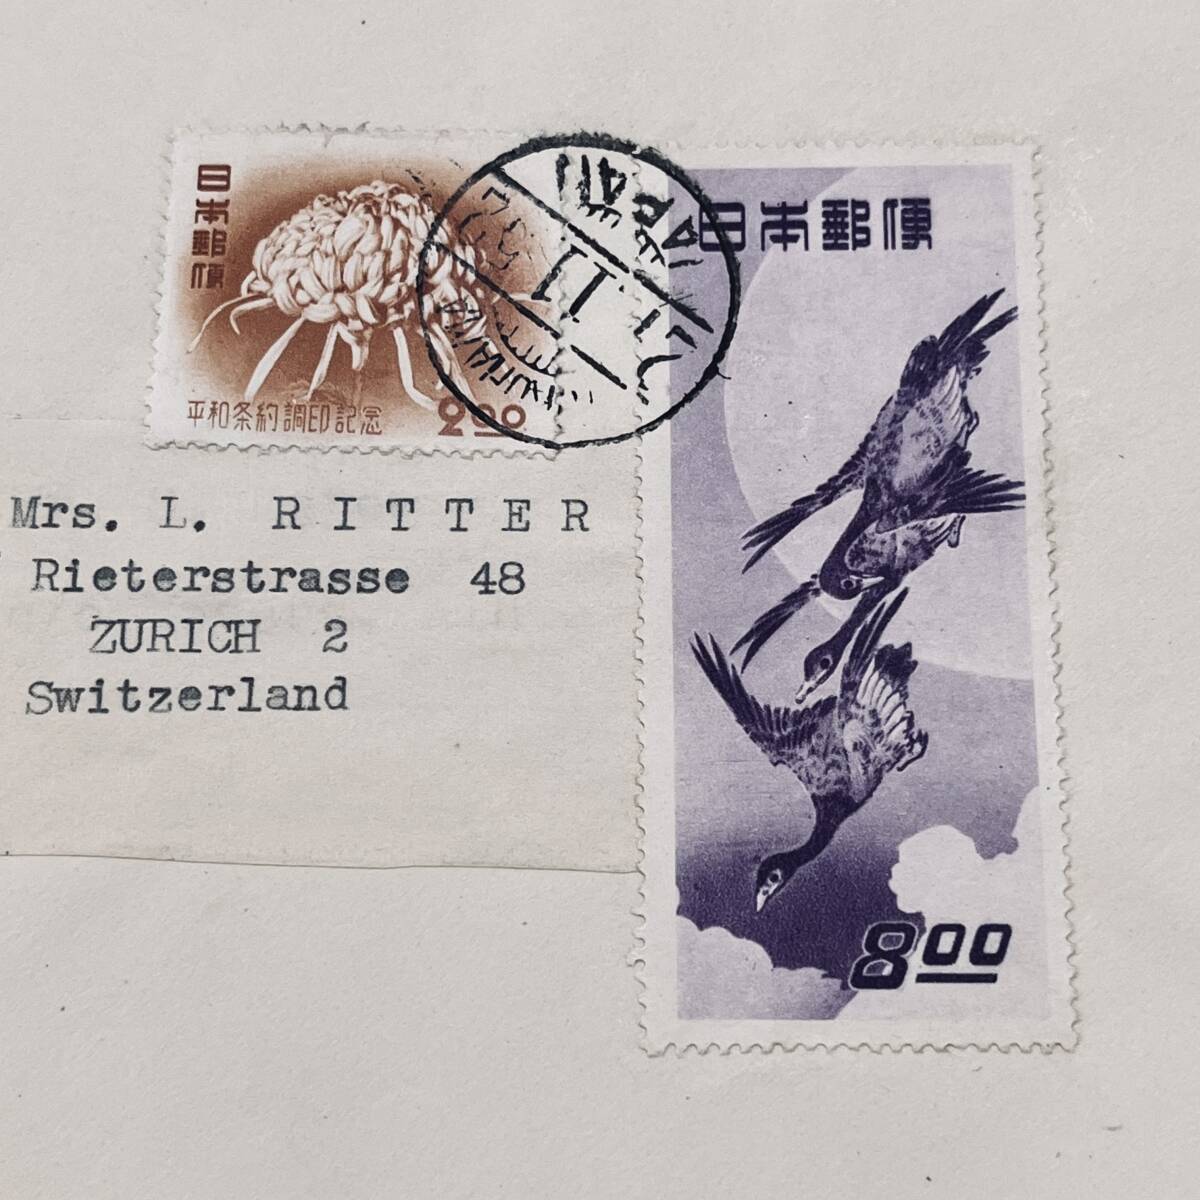 日本郵便
平和条約調印記念
2.00
日本郵便
8.00
Mrs. L. RITTER
Rieterstrasse 48
ZURICH 2
Switzerland